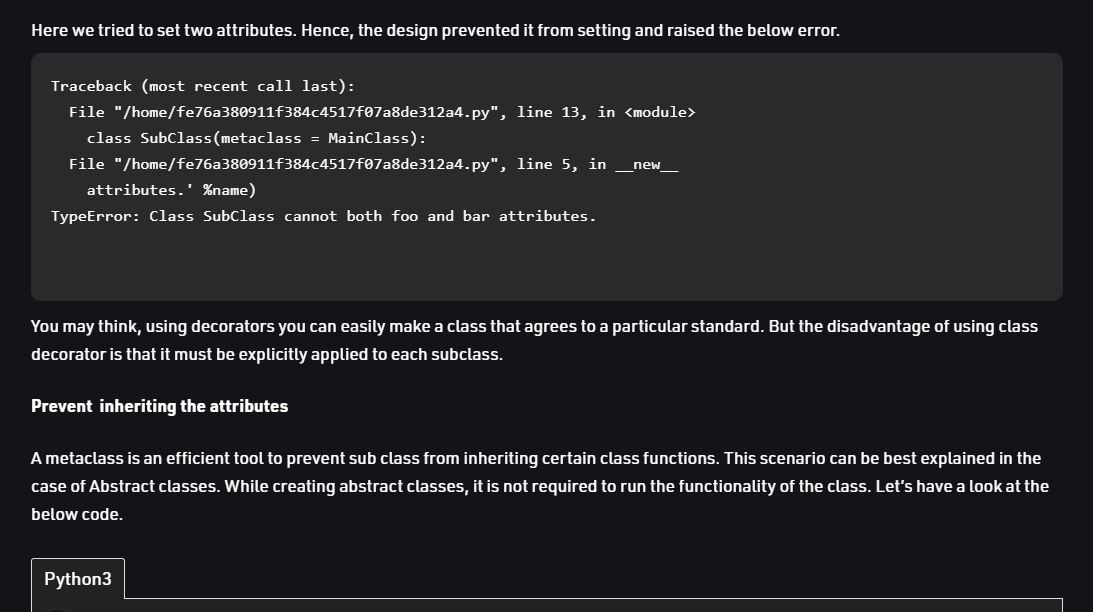 Here we tried to set two attributes. Hence, the design prevented it from setting and raised the below error.
Traceback (most recent call last):
  File "/home/fe76a380911f384c4517f07a8de312a4.py", line 13, in <module>
    class SubClass(metaclass = MainClass):
  File "/home/fe76a380911f384c4517f07a8de312a4.py", line 5, in __new__
    attributes.' %name)
TypeError: Class SubClass cannot both foo and bar attributes.
You may think, using decorators you can easily make a class that agrees to a particular standard. But the disadvantage of using class
decorator is that it must be explicitly applied to each subclass.
Prevent  inheriting the attributes
A metaclass is an efficient tool to prevent sub class from inheriting certain class functions. This scenario can be best explained in the
case of Abstract classes. While creating abstract classes, it is not required to run the functionality of the class. Let's have a look at the
below code.
Python3